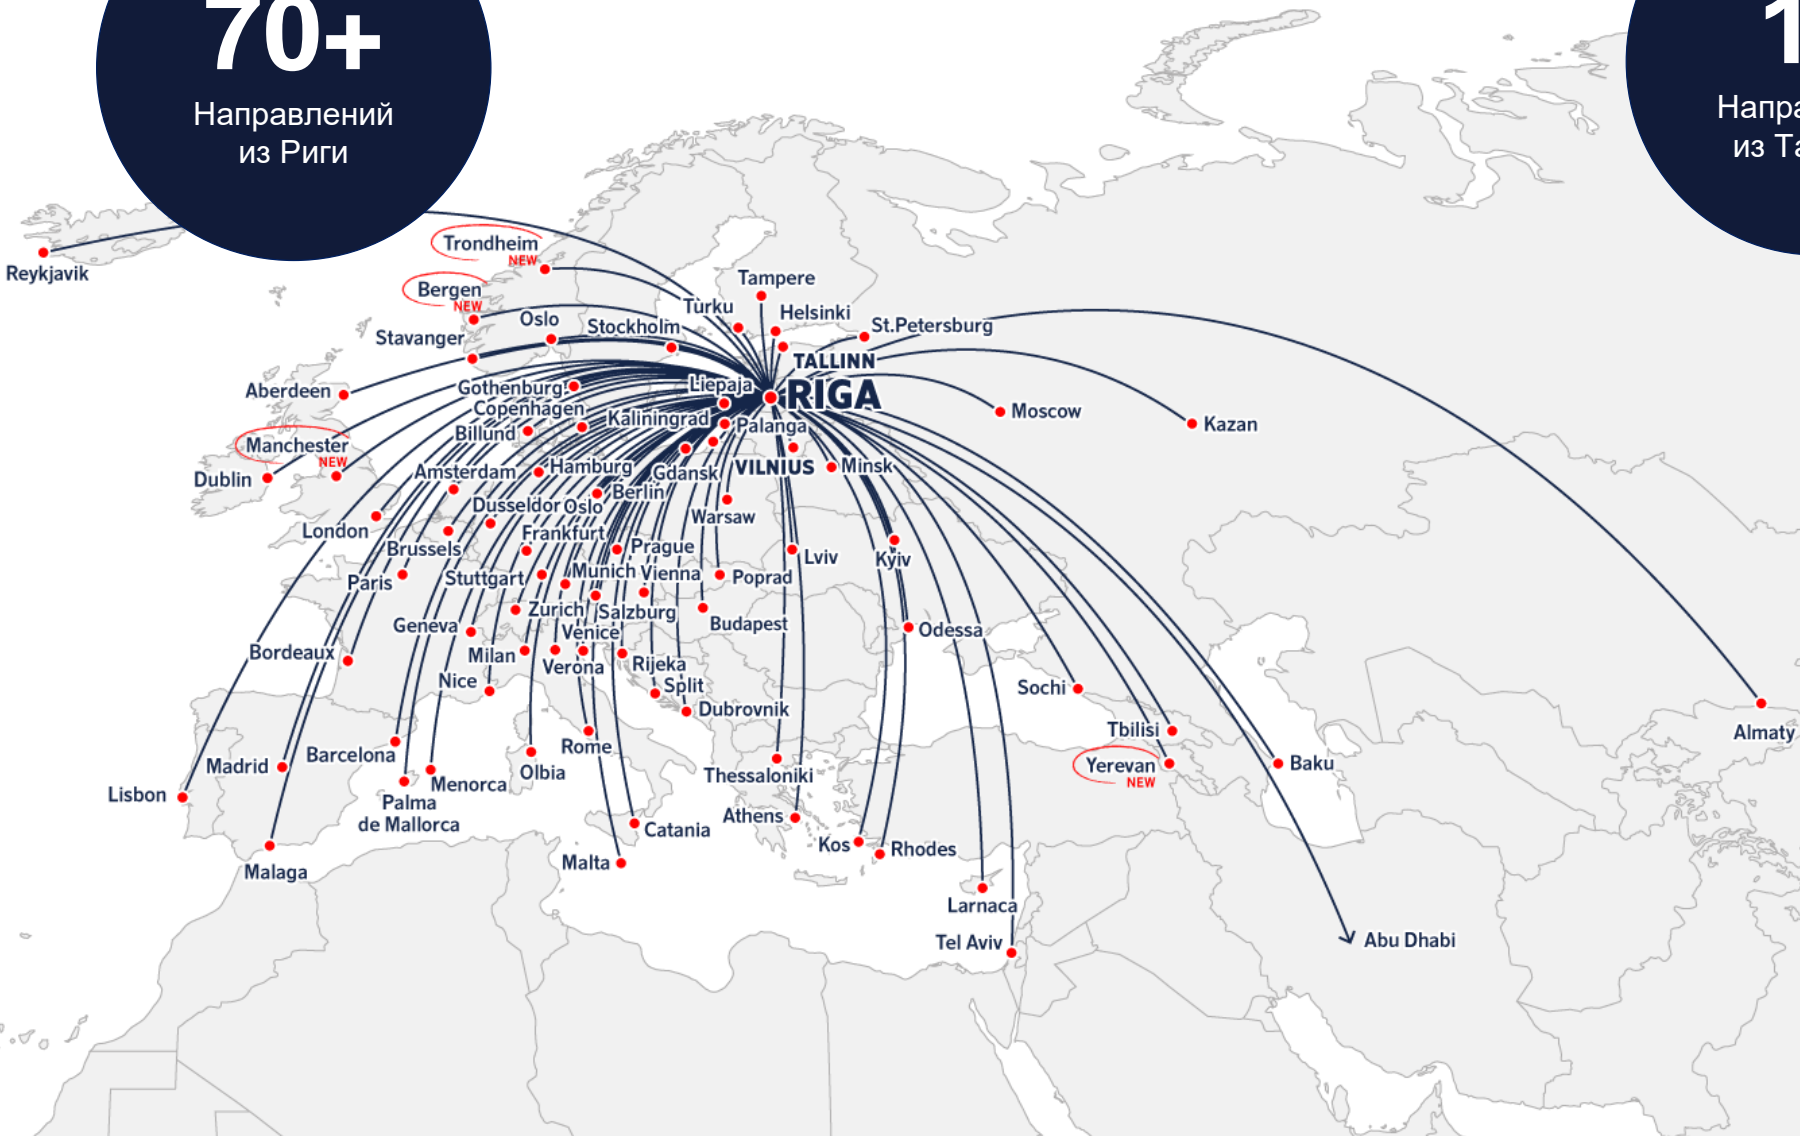 70+
Направлений
из Риги
1
Напра
из Та
Trondheim
NEW
Reykjavik
Bergen
NEW
Tampere
Turku
Helsinki
Oslo
Stockholm
St.Petersburg
Stavanger
TALLINN
Aberdeen
Gothenburg
Liepaja
RIGA
Copenhagen
Kaliningrad
Moscow
Kazan
Billund
Palanga
Manchester
NEW
Dublin
Amsterdam
Hamburg
Gdansk
VILNIUS
Minsk
Berlin
Dusseldor
Oslo
Warsaw
London
Frankfurt
Brussels
Prague
Lviv
Kyiv
Paris
Stuttgart
Munich
Vienna
Poprad
Zurich
Salzburg
Geneva
Budapest
Odessa
Venice
Bordeaux
Milan
Verona
Rijeka
Nice
Split
Sochi
Dubrovnik
Tbilisi
Almaty
Rome
Barcelona
Madrid
Yerevan
NEW
Baku
Olbia
Thessaloniki
Menorca
Lisbon
Palma
de Mallorca
Athens
Catania
Kos
Rhodes
Malta
Malaga
Larnaca
Tel Aviv
Abu Dhabi